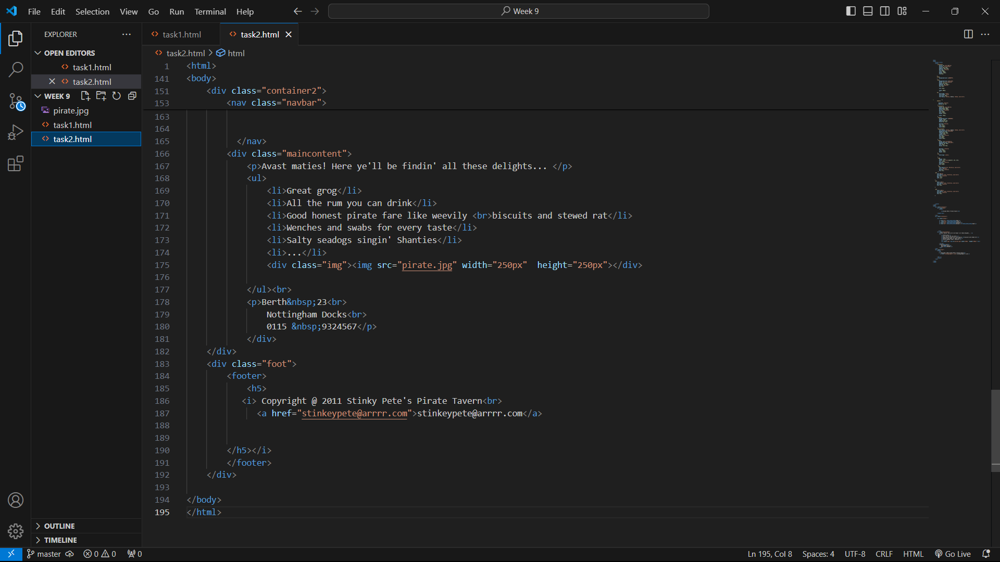 File Edit Selection View Go Run Terminal Help
Week 9
EXPLORER
OPEN EDITORS
task1.html
task2.html
WEEK 9
pirate.jpg
task1.html
task2.html
task1.html
task2.html
task2.html > html
1 <html>
141 <body>
151 <div class="container2">
153 <nav class="navbar">
163
164
165 </nav>
166 <div class="maincontent">
167 <p>Avast maties! Here ye'll be findin' all these delights... </p>
168 <ul>
169 <li>Great grog</li>
170 <li>All the rum you can drink</li>
171 <li>Good honest pirate fare like weevily <br>biscuits and stewed rat</li>
172 <li>Wenches and swabs for every taste</li>
173 <li>Salty seadogs singin' Shanties</li>
174 <li>...</li>
175 <div class="img"><img src="pirate.jpg" width="250px"  height="250px"></div>
176
177 </ul><br>
178 <p>Berth&nbsp;23<br>
179 Nottingham Docks<br>
180 0115 &nbsp;9324567</p>
181 </div>
182 </div>
183 <div class="foot">
184 <footer>
185 <h5>
186 <i> Copyright @ 2011 Stinky Pete's Pirate Tavern<br>
187 <a href="stinkeypete@arrrr.com">stinkeypete@arrrr.com</a>
188
189
190 </h5></i>
191 </footer>
192 </div>
193
194 </body>
195 </html>
OUTLINE
TIMELINE
master 0 0 0 Ln 195, Col 8 Spaces: 4 UTF-8 CRLF HTML Go Live